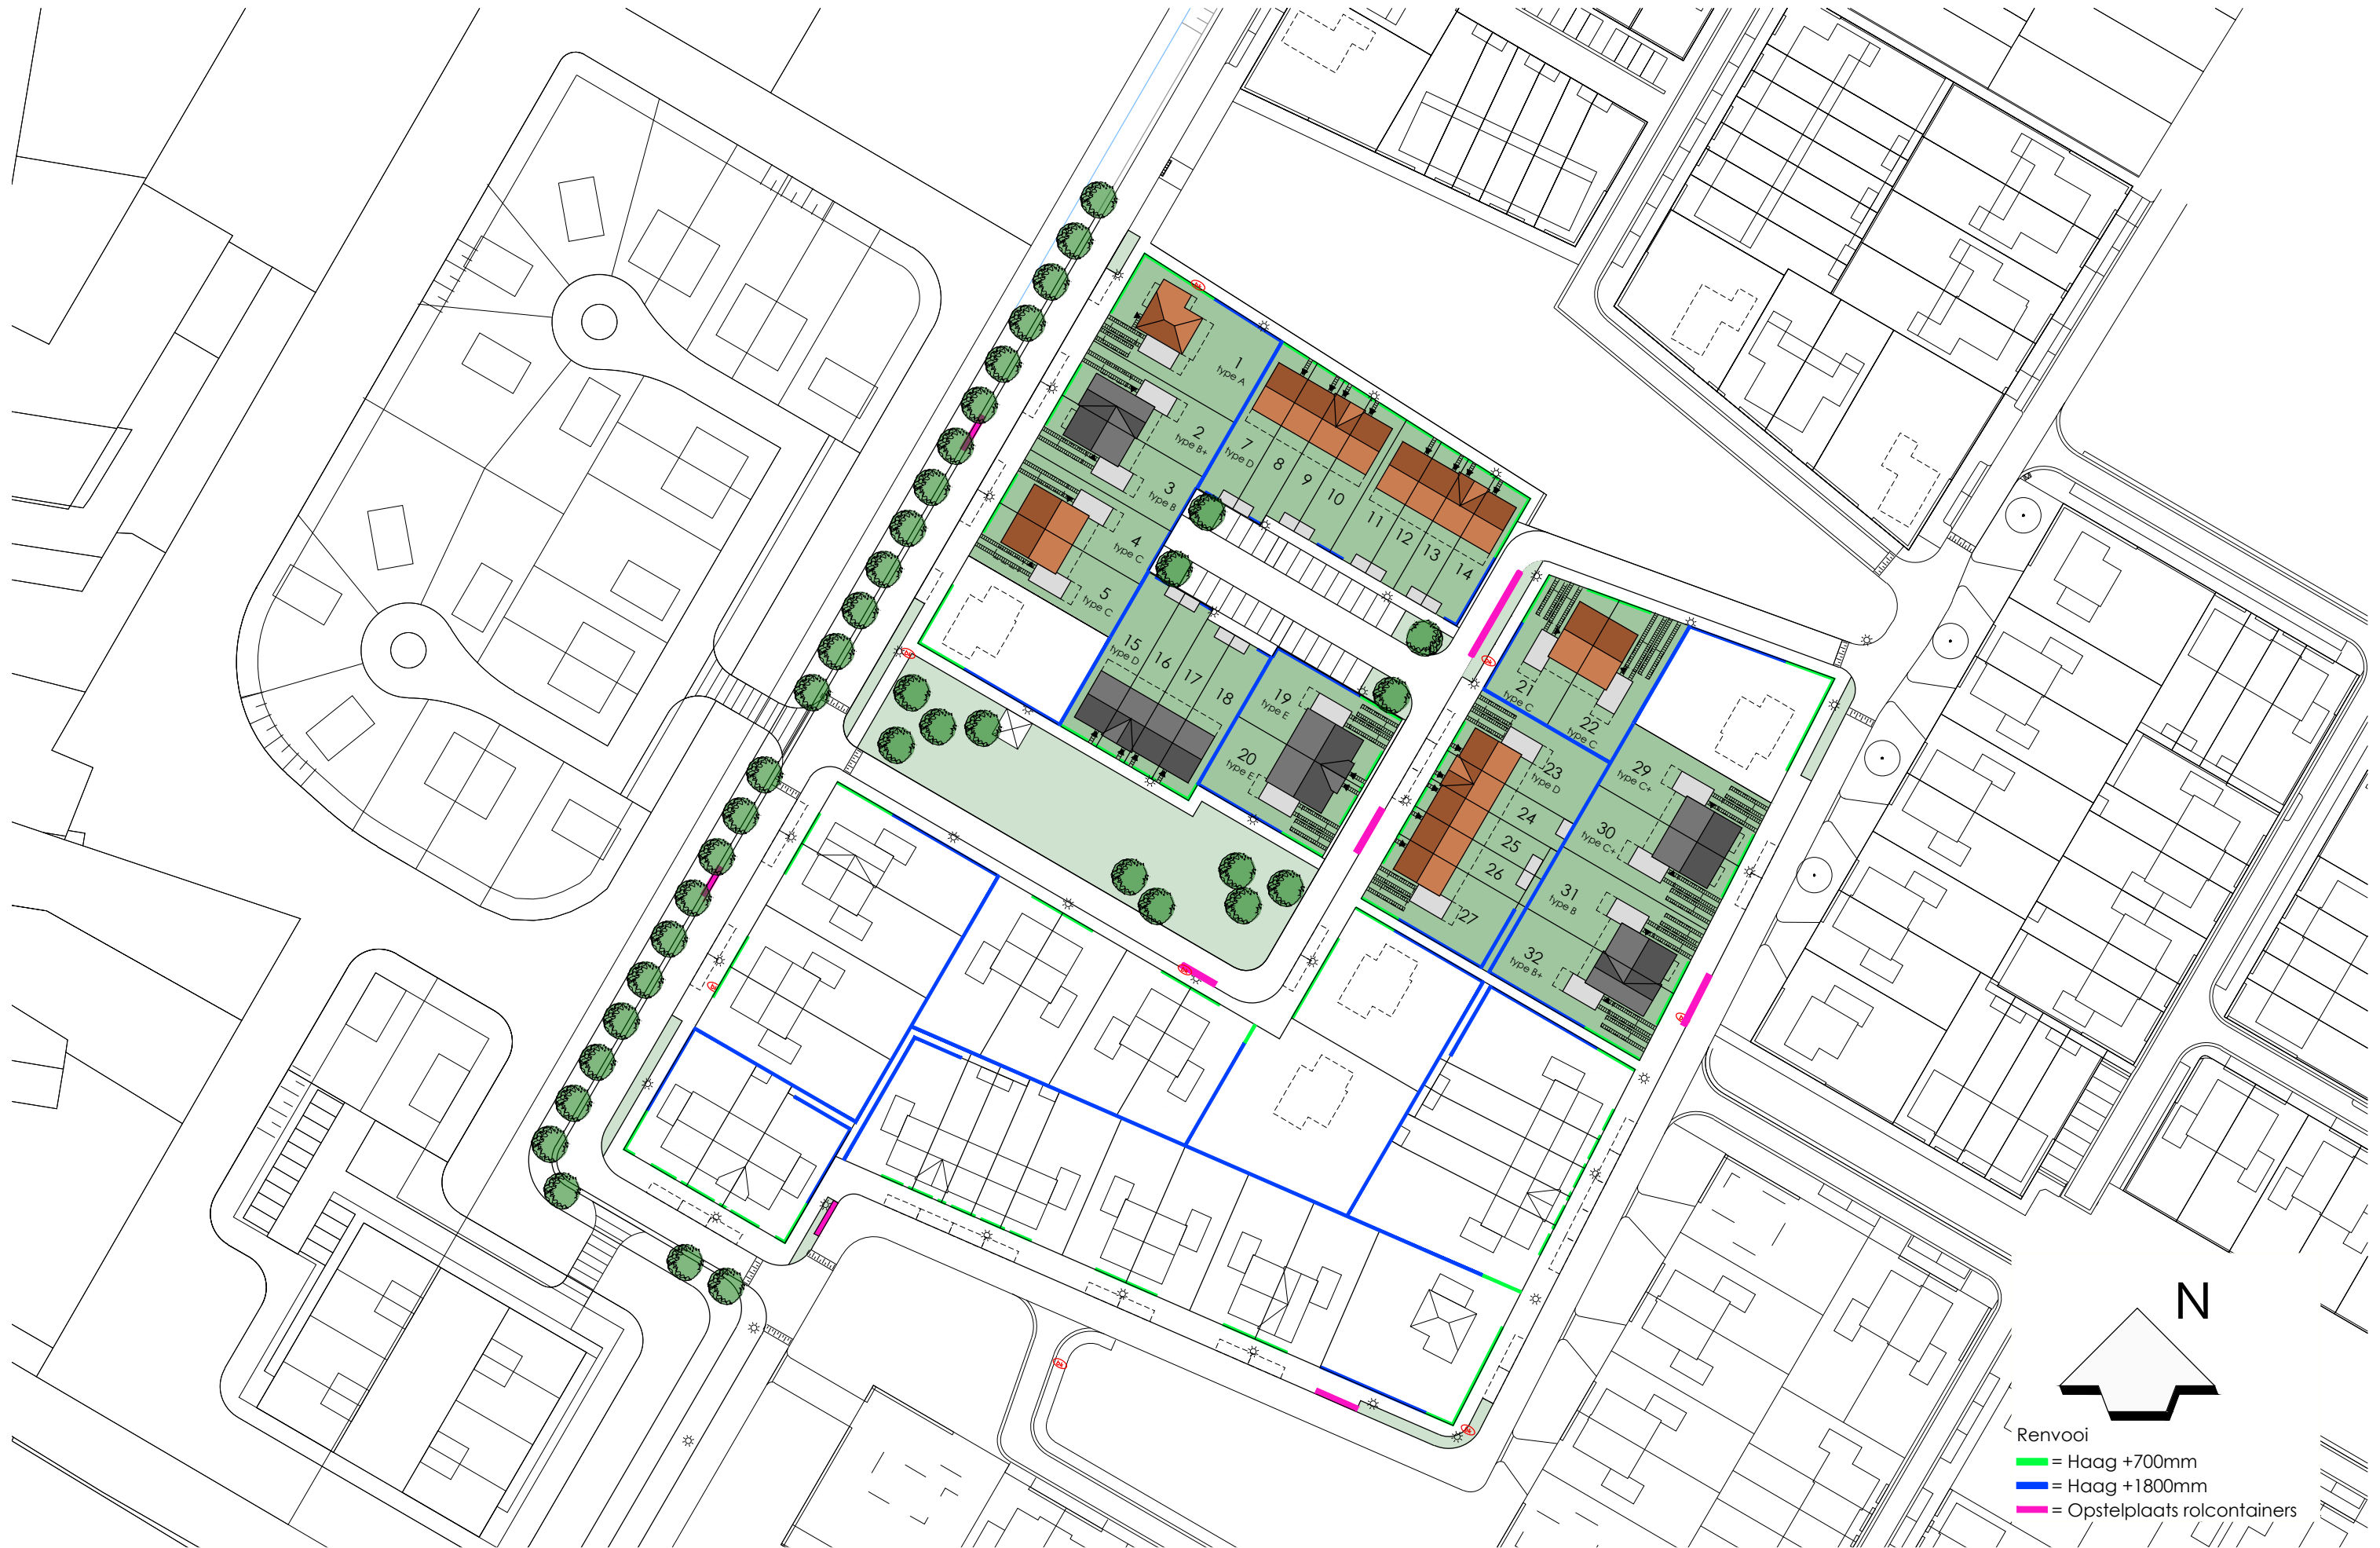 1
type A
2
type B+
3
type B
4
type C
5
type C
7
type D
8
9
10
11
12
13
14
15
type D
16
17
18
19
type E
20
type E
21
type C
22
type C
23
type D
24
25
26
27
29
type C+
30
type C+
31
type B
32
type B+
N
Renvooi
= Haag +700mm
= Haag +1800mm
= Opstelplaats rolcontainers